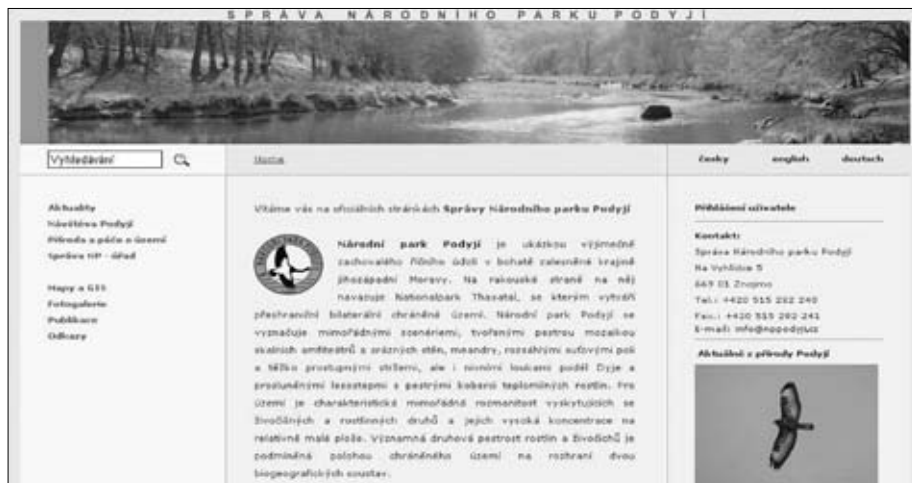 SPRÁVA NÁRODNÍHO PARKU PODYJÍ
Vyhledávání
Home
česky english deutsch
Aktuality
Návštěva Podyjí
Příroda a péče o území
Správa NP - úřad
Mapy a GIS
Fotogalerie
Publikace
Odkazy
Vítáme vás na oficiálních stránkách Správy Národního parku Podyjí
Národní park Podyjí je ukázkou výjimečně
zachovalého říčního údolí v bohatě zalesněné krajině
jihozápadní Moravy. Na rakouské straně na něj
navazuje Nationalpark Thayatal, se kterým vytváří
přeshraniční bilaterální chráněné území. Národní park Podyjí se
vyznačuje mimořádnými scenériemi, tvořenými pestrou mozaikou
skalních amfiteátrů a srázných stěn, meandry, rozsáhlými suťovými poli
a těžko prostupnými stržemi, ale i nivními loukami podél Dyje a
prosluněnými lesostepmi s pestrými koberci teplomilných rostlin. Pro
území je charakteristická mimořádná rozmanitost vyskytujících se
živočišných a rostlinných druhů a jejich vysoká koncentrace na
relativně malé ploše. Významná druhová pestrost rostlin a živočichů je
podmíněna polohou chráněného území na rozhraní dvou
biogeografických soustav.
Přihlášení uživatele
Kontakt:
Správa Národního parku Podyjí
Na Vyhlídce 5
669 01 Znojmo
Tel.: +420 515 282 240
Fax.: +420 515 282 241
E-mail: info@nppodyji.cz
Aktuálně z přírody Podyjí